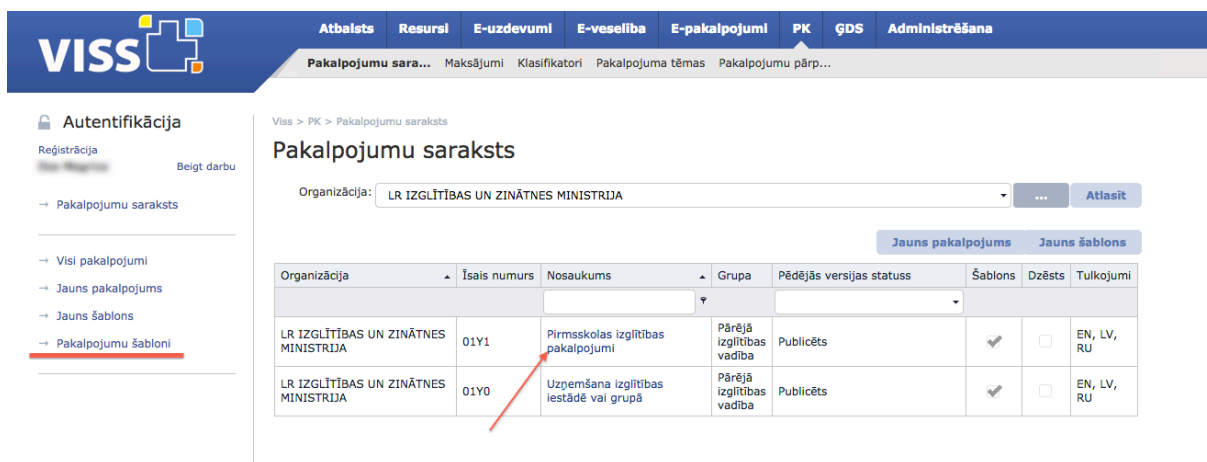 VISS
Atbalsts Resursi E-uzdevumi E-veselība E-pakalpojumi PK ĢDS Administrēšana
Pakalpojumu sara... Maksājumi Klasifikatori Pakalpojuma tēmas Pakalpojumu pārp...
Autentifikācija
Reģistrācija
Beigt darbu
→ Pakalpojumu saraksts
→ Visi pakalpojumi
→ Jauns pakalpojums
→ Jauns šablons
→ Pakalpojumu šabloni
Viss > PK > Pakalpojumu saraksts
Pakalpojumu saraksts
Organizācija: LR IZGLĪTĪBAS UN ZINĀTNES MINISTRIJA ... Atlasīt
Jauns pakalpojums Jauns šablons
Organizācija Īsais numurs Nosaukums Grupa Pēdējās versijas statuss Šablons Dzēsts Tulkojumi
LR IZGLĪTĪBAS UN ZINĀTNES
MINISTRIJA
01Y1
Pirmsskolas izglītības
pakalpojumi
Pārējā
izglītības
vadība
Publicēts
EN, LV,
RU
LR IZGLĪTĪBAS UN ZINĀTNES
MINISTRIJA
01Y0
Uzņemšana izglītības
iestādē vai grupā
Pārējā
izglītības
vadība
Publicēts
EN, LV,
RU